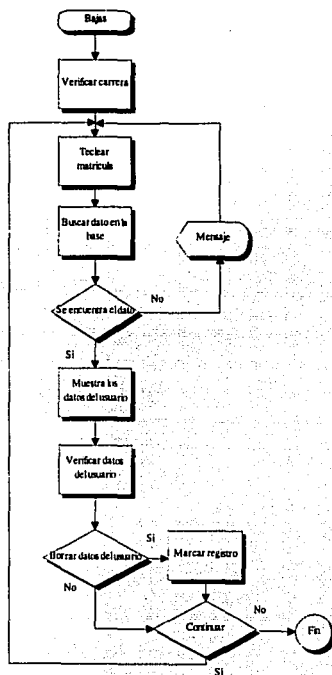 Bajas
Verificar carrera
Teclear
matrícula
Buscar dato en la
base
Mensaje
Se encuentra el dato
No
Si
Muestra los
datos del usuario
Verificar datos
del usuario
Borrar datos del usuario
Si
Marcar registro
No
Continuar
No
Fin
Si